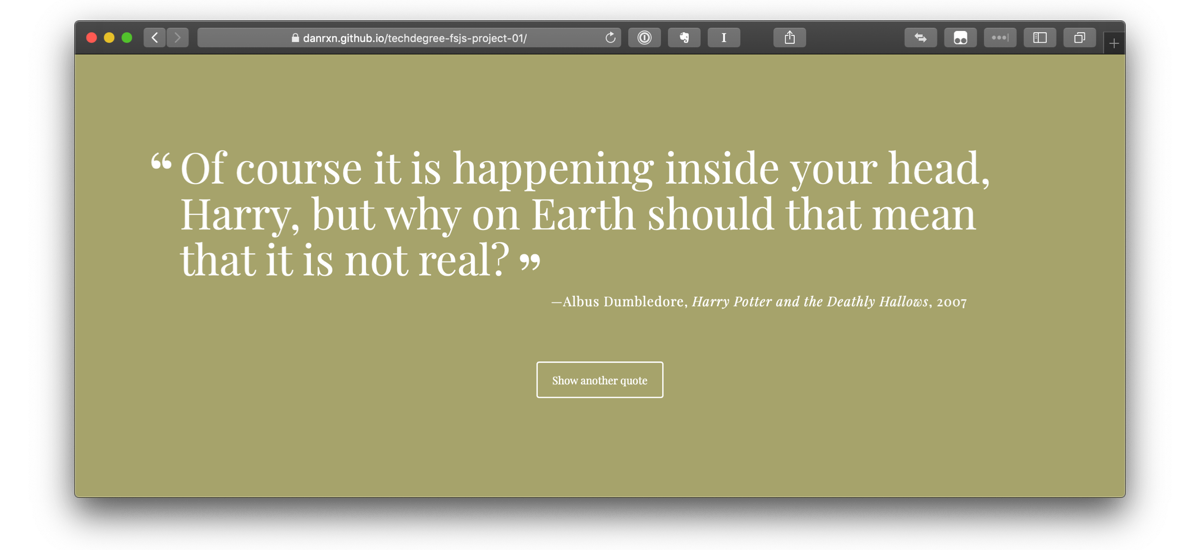 danrxn.github.io/techdegree-fsjs-project-01/
“Of course it is happening inside your head,
Harry, but why on Earth should that mean
that it is not real?”
—Albus Dumbledore, Harry Potter and the Deathly Hallows, 2007
Show another quote